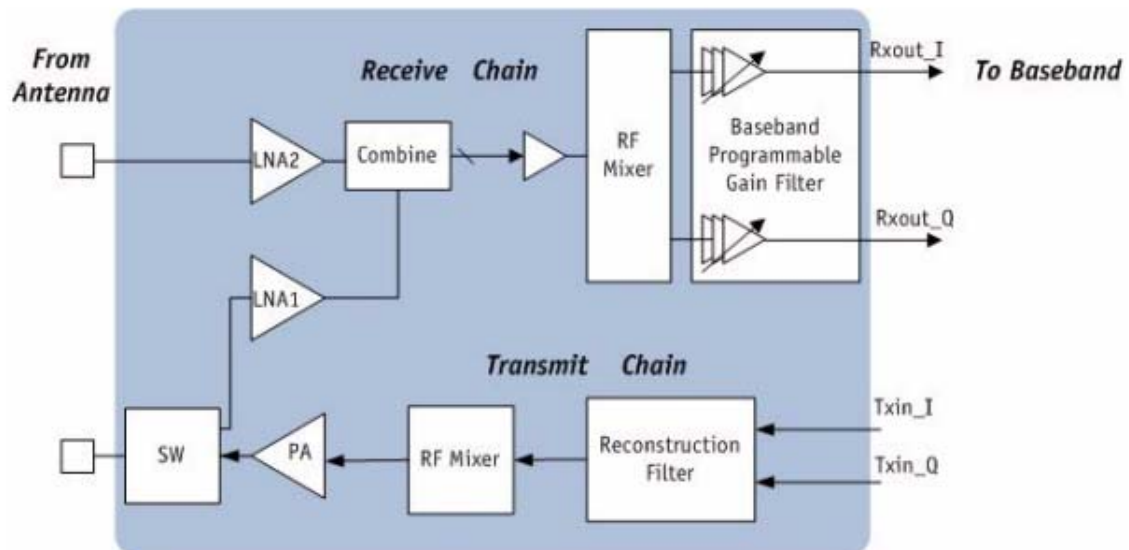 From
Antenna
Receive Chain
Rxout_I
To Baseband
LNA2
Combine
RF
Mixer
Baseband
Programmable
Gain Filter
Rxout_Q
LNA1
Transmit Chain
SW
PA
RF Mixer
Reconstruction
Filter
Txin_I
Txin_Q